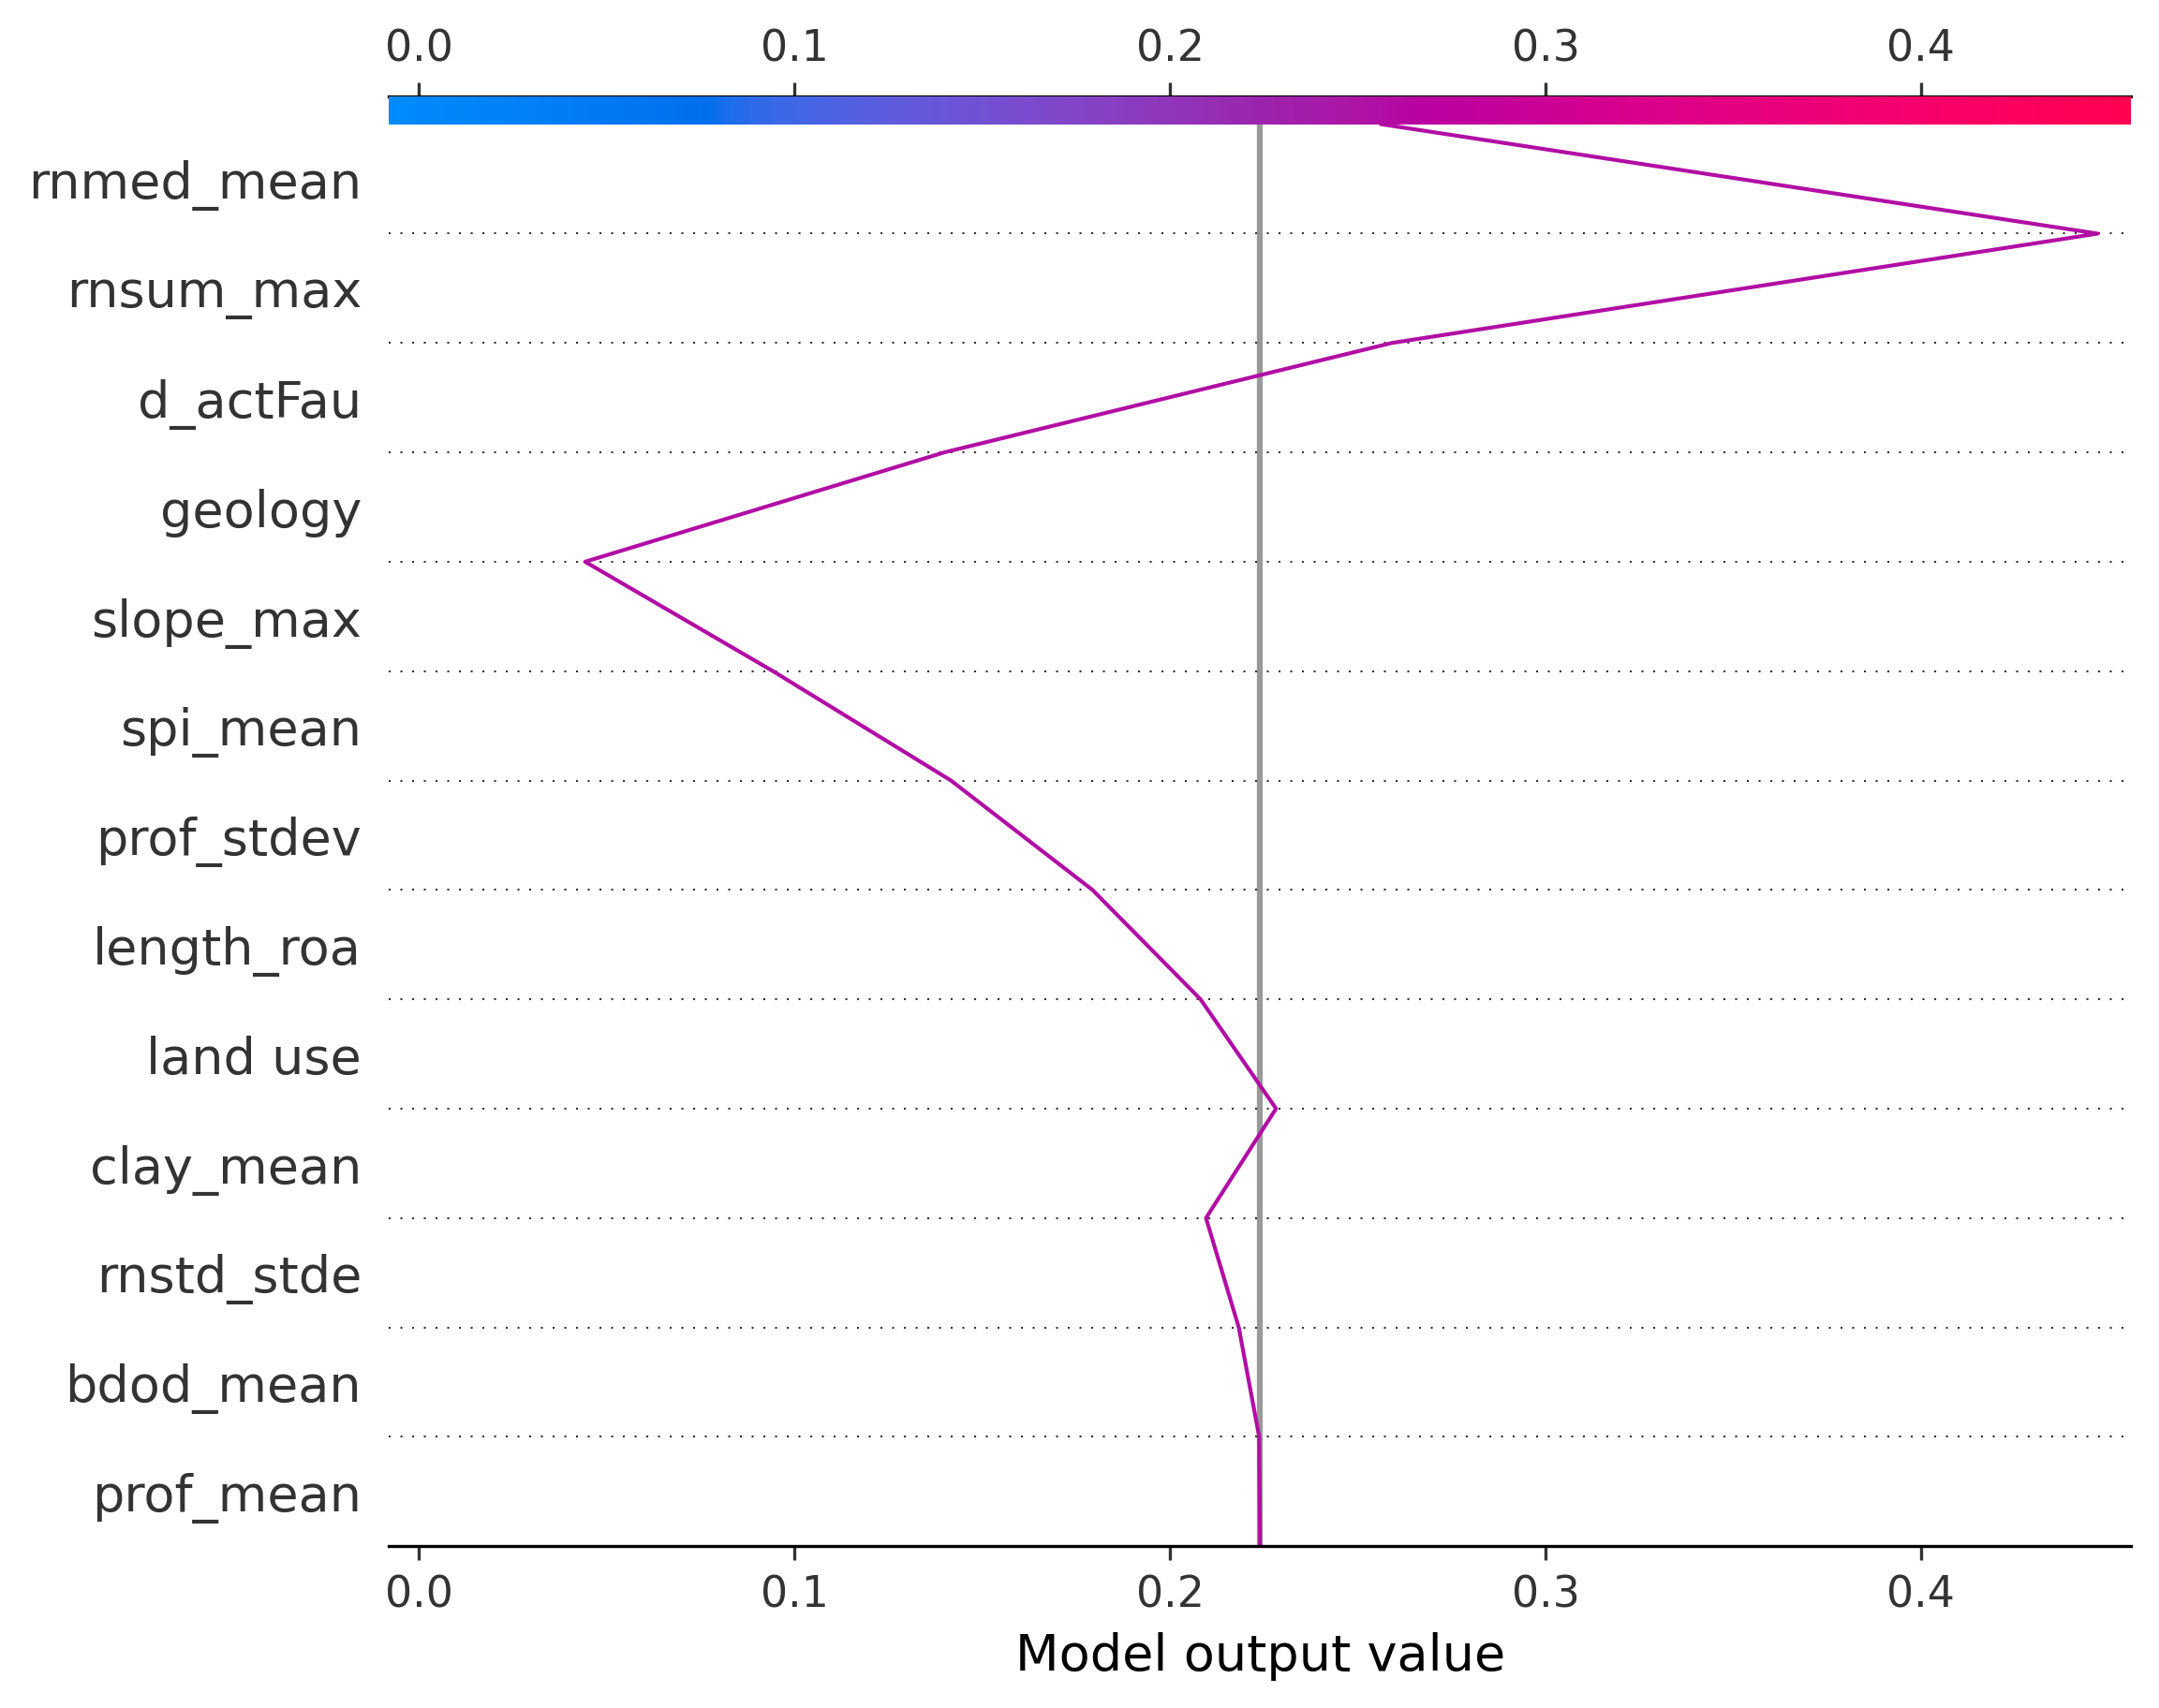 0.0 0.1 0.2 0.3 0.4
rnmed_mean
rnsum_max
d_actFau
geology
slope_max
spi_mean
prof_stdev
length_roa
land use
clay_mean
rnstd_stde
bdod_mean
prof_mean
0.0 0.1 0.2 0.3 0.4
Model output value